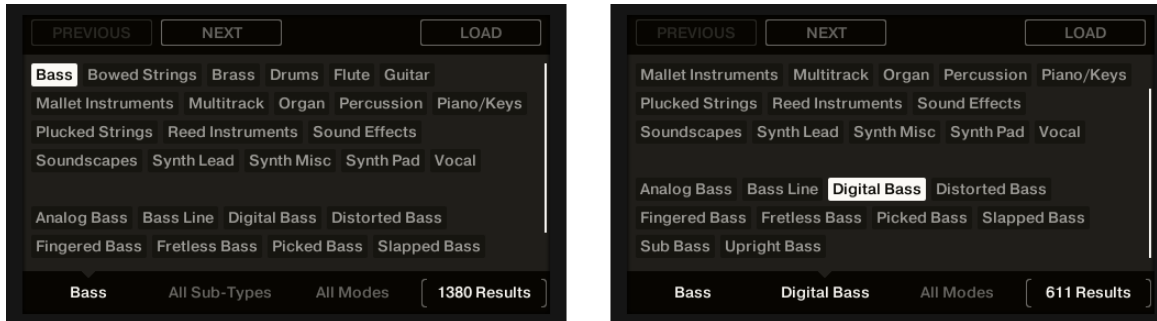 PREVIOUS NEXT LOAD
Bass Bowed Strings Brass Drums Flute Guitar
Mallet Instruments Multitrack Organ Percussion Piano/Keys
Plucked Strings Reed Instruments Sound Effects
Soundscapes Synth Lead Synth Misc Synth Pad Vocal
Analog Bass Bass Line Digital Bass Distorted Bass
Fingered Bass Fretless Bass Picked Bass Slapped Bass
Bass All Sub-Types All Modes 1380 Results
PREVIOUS NEXT LOAD
Mallet Instruments Multitrack Organ Percussion Piano/Keys
Plucked Strings Reed Instruments Sound Effects
Soundscapes Synth Lead Synth Misc Synth Pad Vocal
Analog Bass Bass Line Digital Bass Distorted Bass
Fingered Bass Fretless Bass Picked Bass Slapped Bass
Sub Bass Upright Bass
Bass Digital Bass All Modes 611 Results